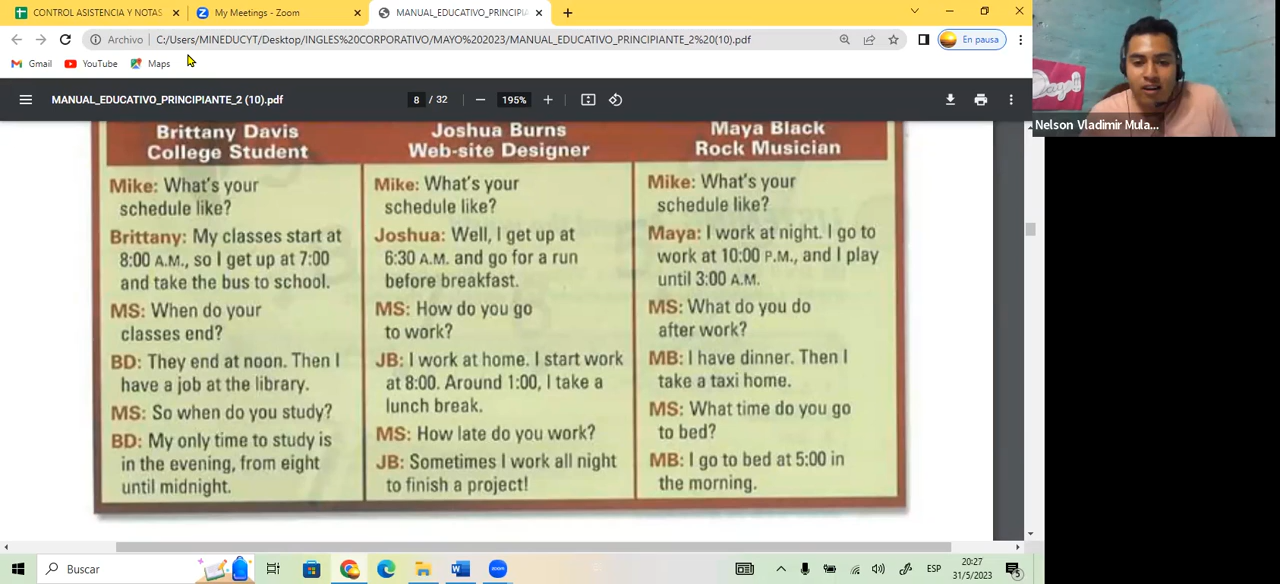 CONTROL ASISTENCIA Y NOTAS
My Meetings - Zoom
MANUAL_EDUCATIVO_PRINCIPI
Archivo
C:/Users/MINEDUCYT/Desktop/INGLES%20CORPORATIVO/MAYO%202023/MANUAL_EDUCATIVO_PRINCIPIANTE_2%20(10).pdf
En pausa
Gmail
YouTube
Maps
MANUAL_EDUCATIVO_PRINCIPIANTE_2 (10).pdf
8 / 32
195%
Nelson Vladimir Mula...
Brittany Davis
College Student
Mike: What's your
schedule like?
Brittany: My classes start at
8:00 A.M., so I get up at 7:00
and take the bus to school.
MS: When do your
classes end?
BD: They end at noon. Then I
have a job at the library.
MS: So when do you study?
BD: My only time to study is
in the evening, from eight
until midnight.
Joshua Burns
Web-site Designer
Mike: What's your
schedule like?
Joshua: Well, I get up at
6:30 A.M. and go for a run
before breakfast.
MS: How do you go
to work?
JB: I work at home. I start work
at 8:00. Around 1:00, I take a
lunch break.
MS: How late do you work?
JB: Sometimes I work all night
to finish a project!
Maya Black
Rock Musician
Mike: What's your
schedule like?
Maya: I work at night. I go to
work at 10:00 P.M., and I play
until 3:00 A.M.
MS: What do you do
after work?
MB: I have dinner. Then I
take a taxi home.
MS: What time do you go
to bed?
MB: I go to bed at 5:00 in
the morning.
Buscar
ESP
20:27
31/5/2023